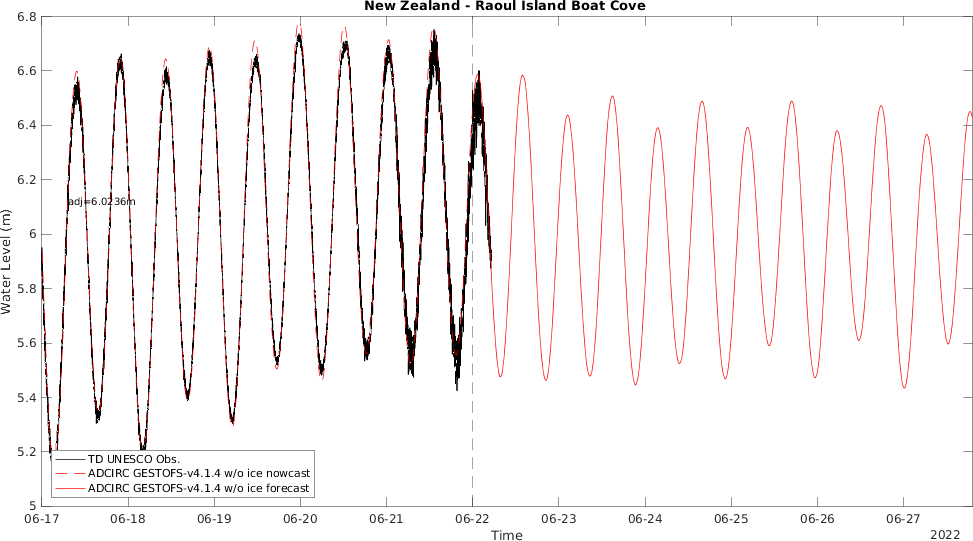 New Zealand - Raoul Island Boat Cove
6.8
6.6
6.4
6.2
6
5.8
5.6
5.4
5.2
5
Water Level (m)
adj=6.0236m
TD UNESCO Obs.
ADCIRC GESTOFS-v4.1.4 w/o ice nowcast
ADCIRC GESTOFS-v4.1.4 w/o ice forecast
06-17 06-18 06-19 06-20 06-21 06-22 06-23 06-24 06-25 06-26 06-27
Time
2022